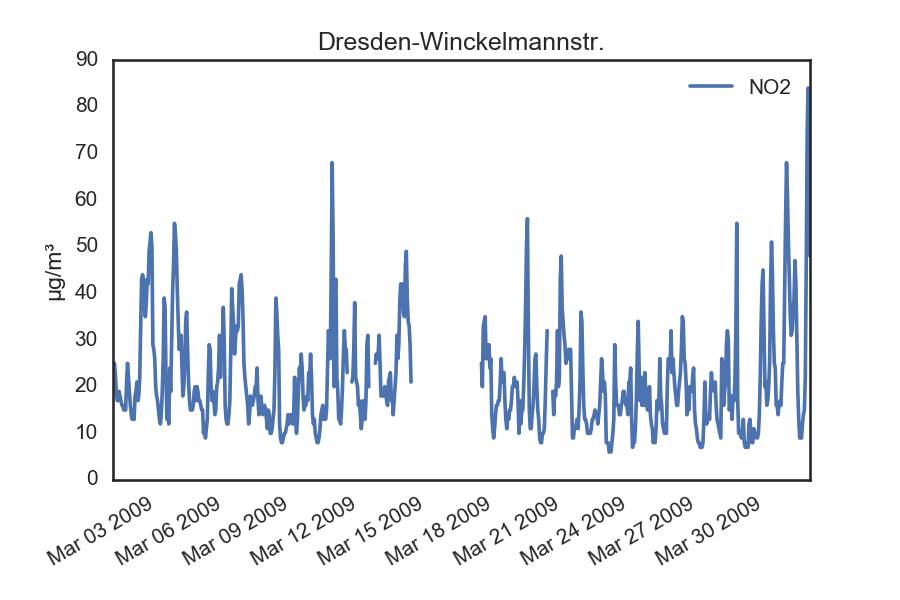 Dresden-Winckelmannstr.
NO2
µg/m³
90
80
70
60
50
40
30
20
10
0
Mar 03 2009
Mar 06 2009
Mar 09 2009
Mar 12 2009
Mar 15 2009
Mar 18 2009
Mar 21 2009
Mar 24 2009
Mar 27 2009
Mar 30 2009